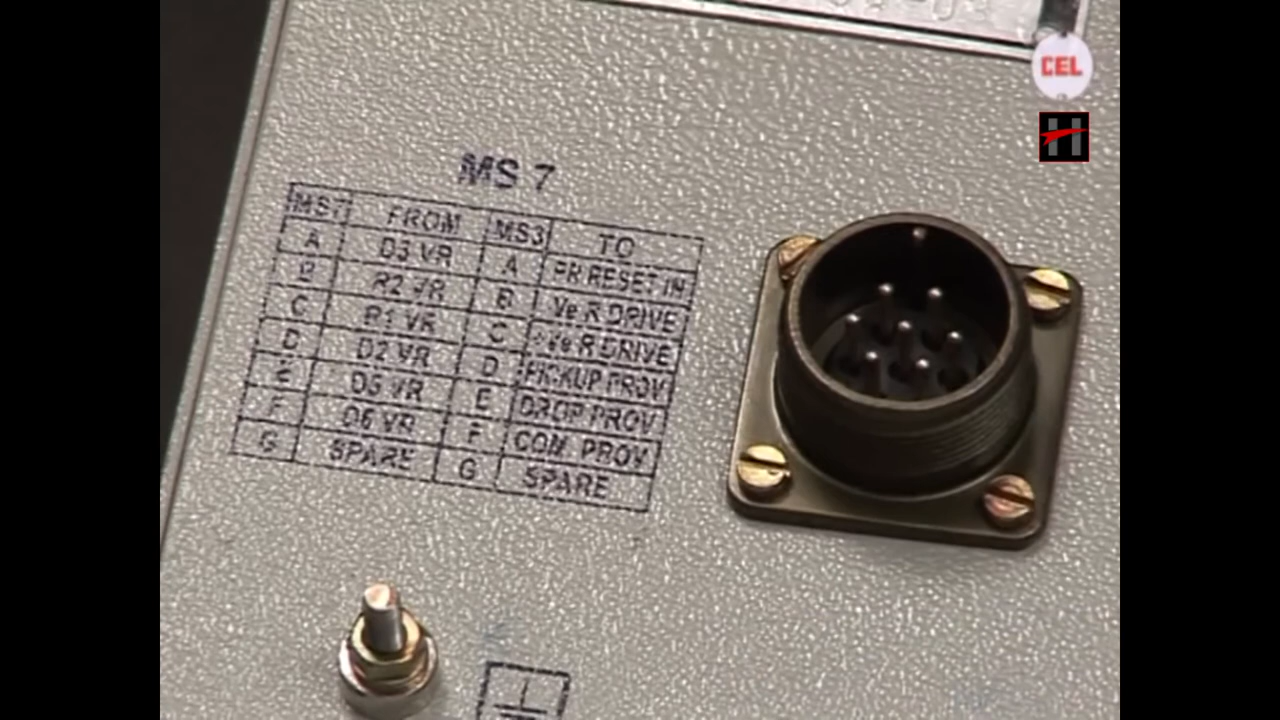 CEL
MS 7
MS7 FROM MS3 TO
A D3 VR A PR RESET IN
B R2 VR B Ve R DRIVE
C R1 VR C +Ve R DRIVE
D D2 VR D PICKUP PROV
E D5 VR E DROP PROV
F D6 VR F COM PROV
G SPARE G SPARE